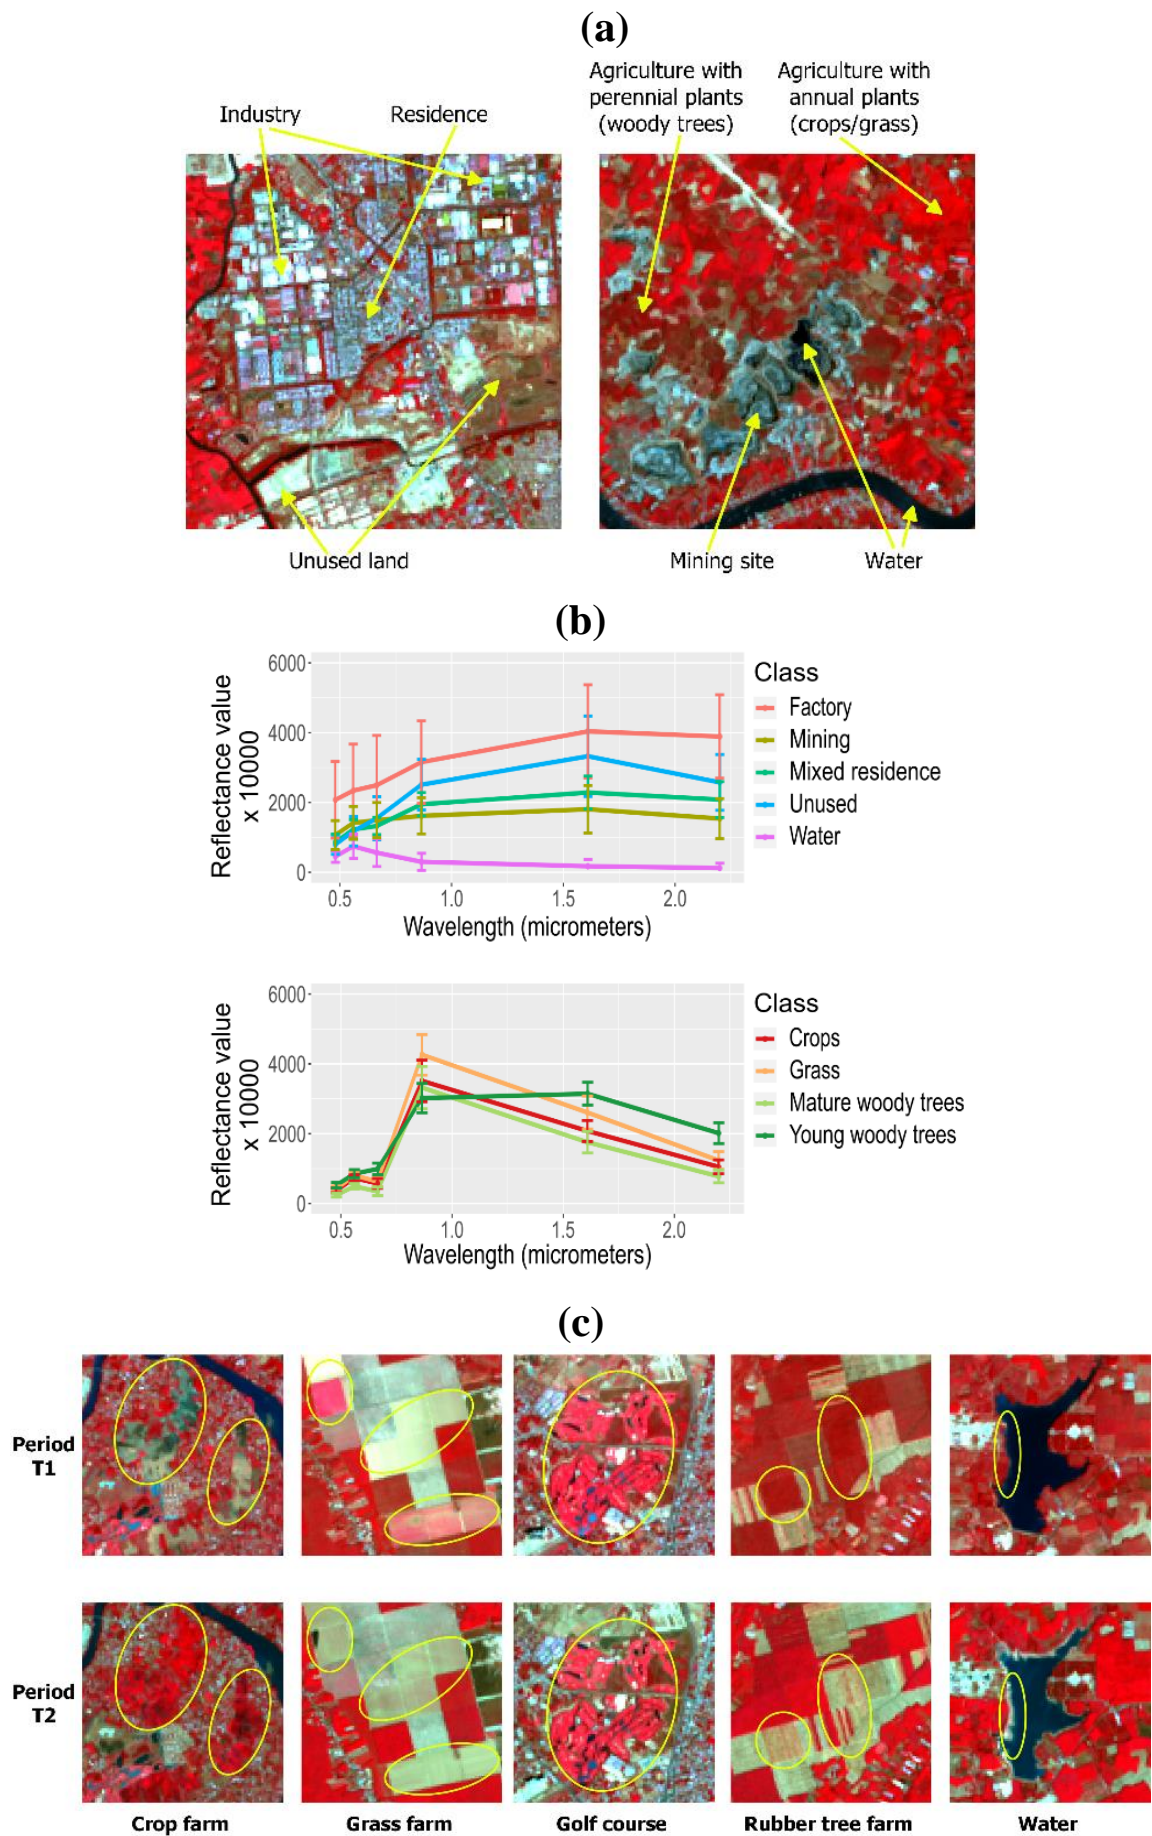 (a)
Agriculture with
perennial plants
(woody trees)
Agriculture with
annual plants
(crops/grass)
Industry
Residence
Unused land
Mining site
Water
(b)
Reflectance value
x 10000
6000
4000
2000
0
0.5
1.0
1.5
2.0
Wavelength (micrometers)
Class
Factory
Mining
Mixed residence
Unused
Water
Reflectance value
x 10000
6000
4000
2000
0
0.5
1.0
1.5
2.0
Wavelength (micrometers)
Class
Crops
Grass
Mature woody trees
Young woody trees
(c)
Period
T1
Period
T2
Crop farm
Grass farm
Golf course
Rubber tree farm
Water